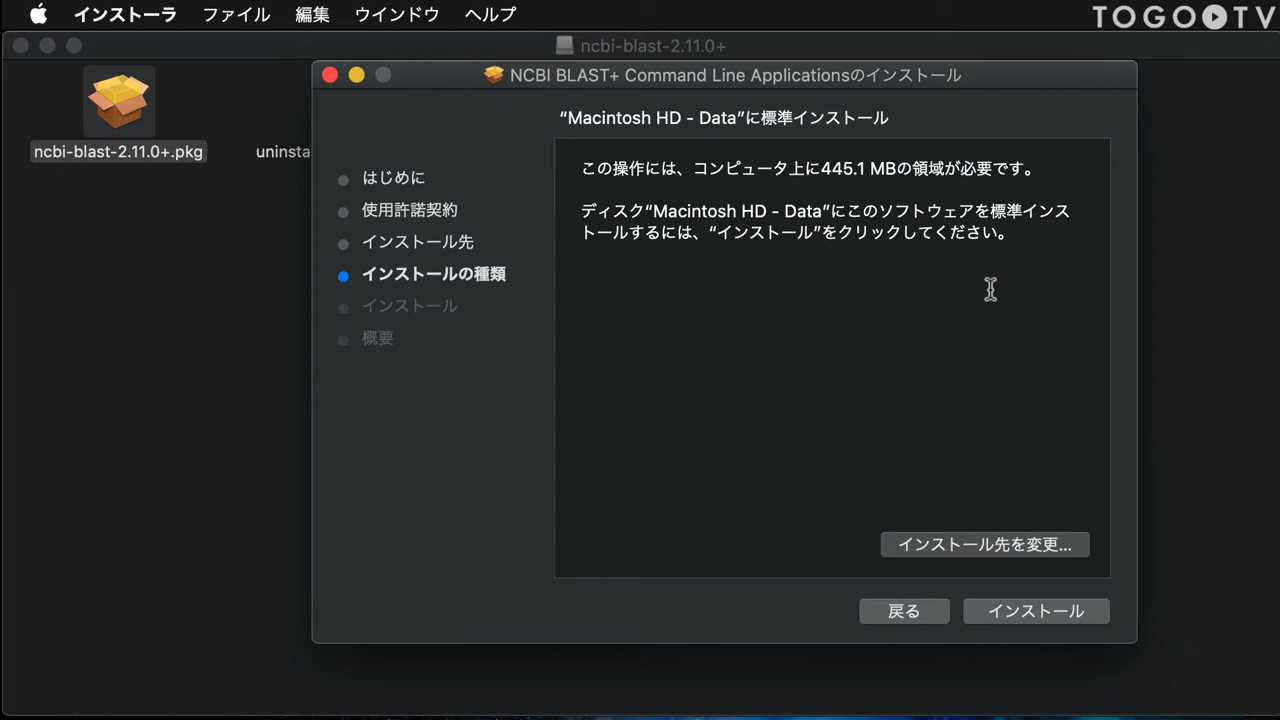 インストーラ ファイル 編集 ウインドウ ヘルプ
TOGO TV
ncbi-blast-2.11.0+
NCBI BLAST+ Command Line Applicationsのインストール
ncbi-blast-2.11.0+.pkg
uninsta
“Macintosh HD - Data”に標準インストール
はじめに
使用許諾契約
インストール先
インストールの種類
インストール
概要
この操作には、コンピュータ上に445.1 MBの領域が必要です。
ディスク“Macintosh HD - Data”にこのソフトウェアを標準インス
トールするには、“インストール”をクリックしてください。
インストール先を変更...
戻る
インストール